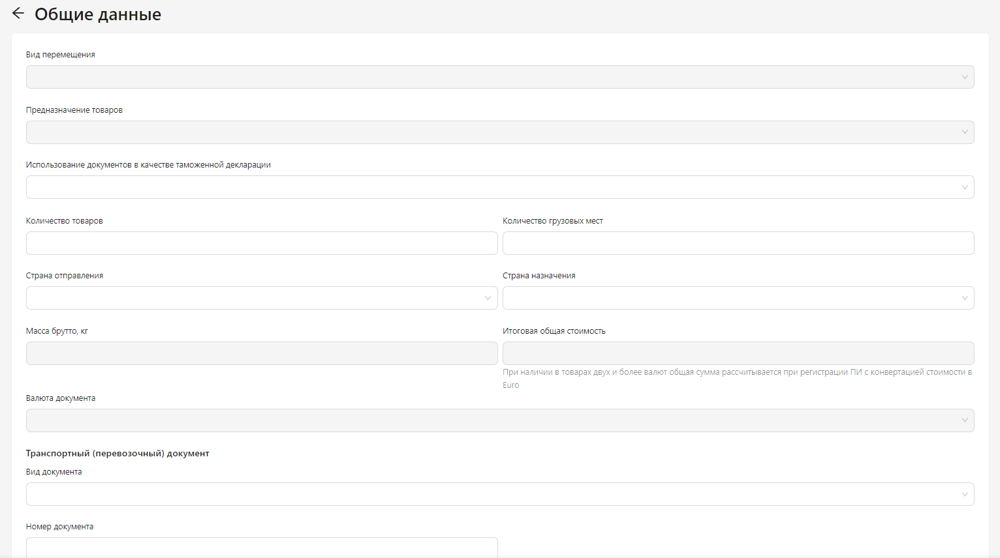 Общие данные
Вид перемещения
Предназначение товаров
Использование документов в качестве таможенной декларации
Количество товаров
Количество грузовых мест
Страна отправления
Страна назначения
Масса брутто, кг
Итоговая общая стоимость
При наличии в товарах двух и более валют общая сумма рассчитывается при регистрации ПИ с конвертацией стоимости в
Euro
Валюта документа
Транспортный (перевозочный) документ
Вид документа
Номер документа